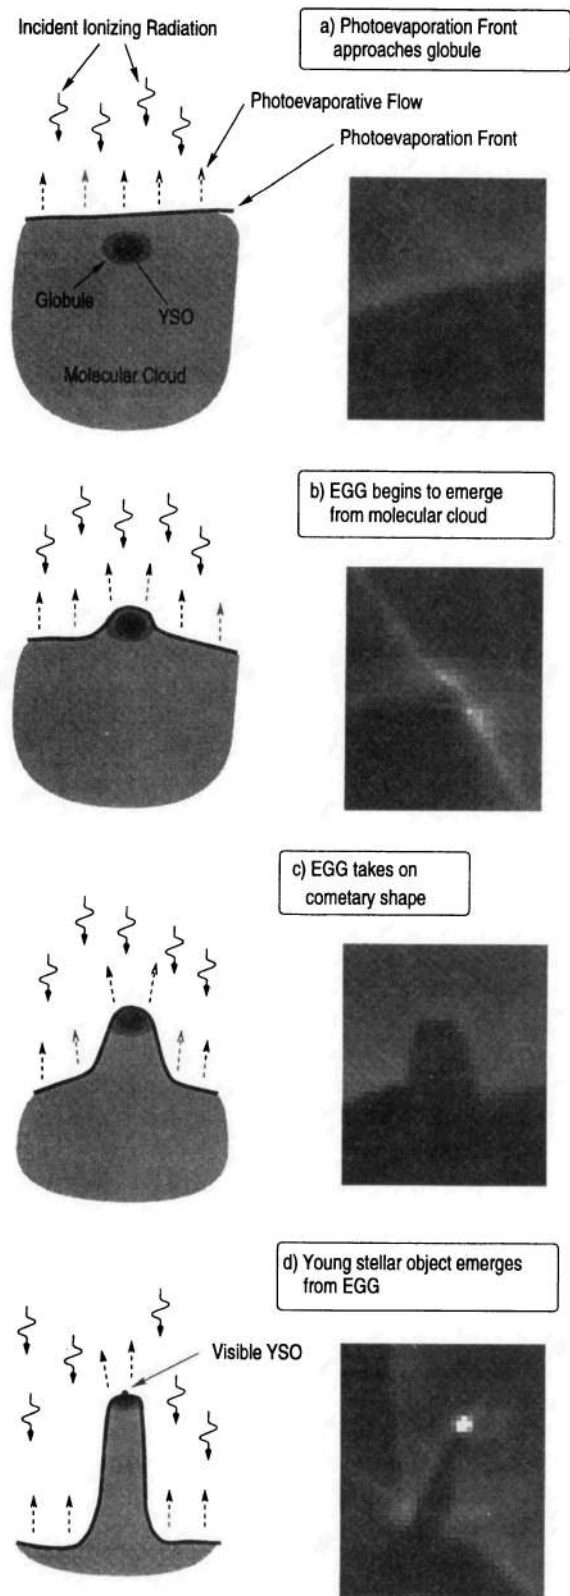 Incident Ionizing Radiation
a) Photoevaporation Front
approaches globule
Photoevaporative Flow
Photoevaporation Front
Globule
YSO
Molecular Cloud
b) EGG begins to emerge
from molecular cloud
c) EGG takes on
cometary shape
d) Young stellar object emerges
from EGG
Visible YSO